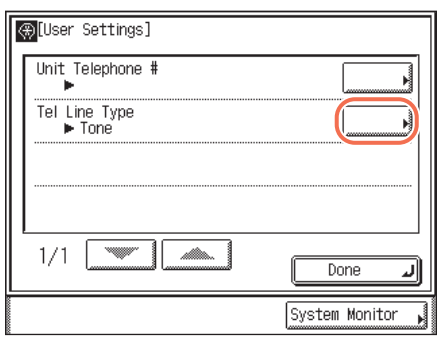 [User Settings]
Unit Telephone #
▶
Tel Line Type
▶ Tone
1/1
Done
System Monitor